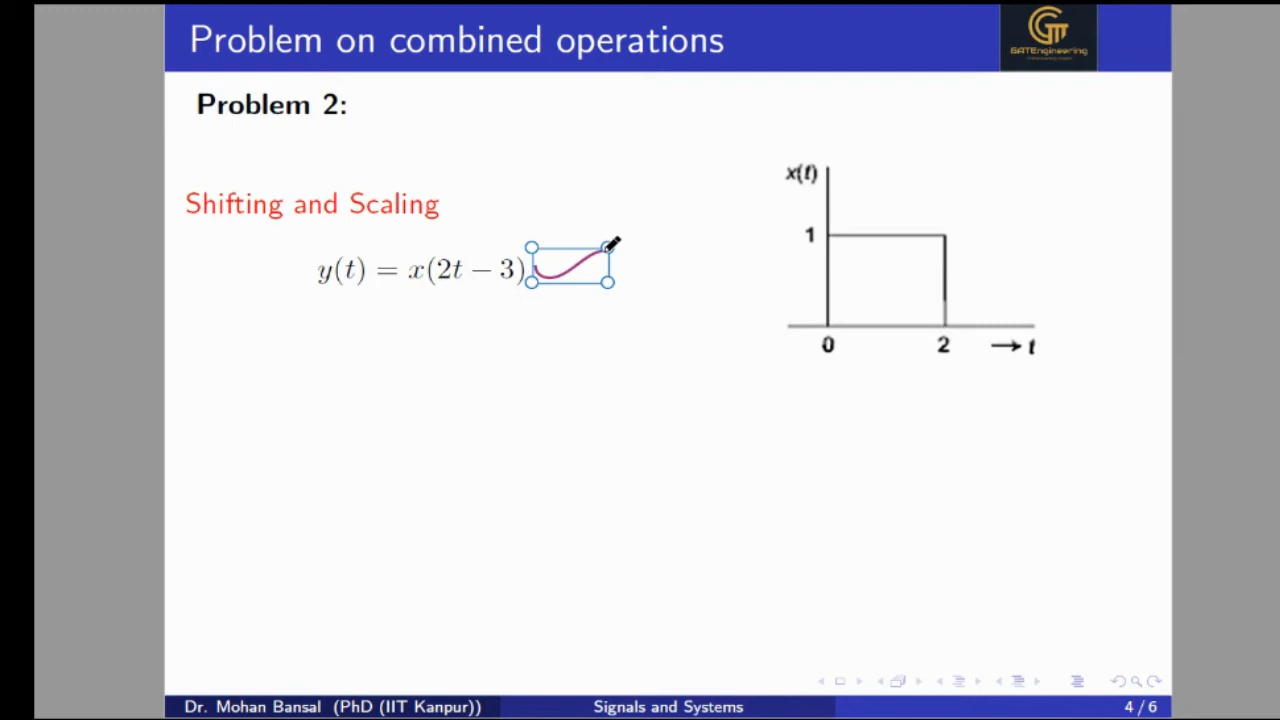 Problem on combined operations
GATEngineering
Problem 2:
Shifting and Scaling
y(t) = x(2t − 3)
x(t)
1
0 2 → t
Dr. Mohan Bansal (PhD (IIT Kanpur)) Signals and Systems 4 / 6